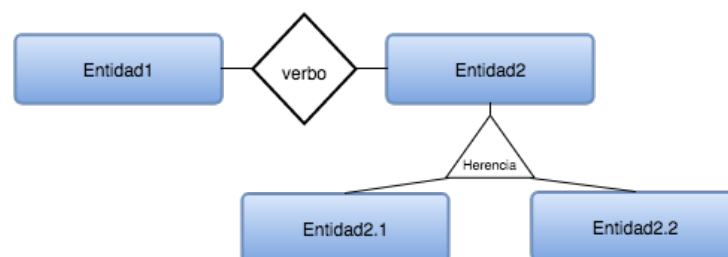 Entidad1
verbo
Entidad2
Herencia
Entidad2.1
Entidad2.2